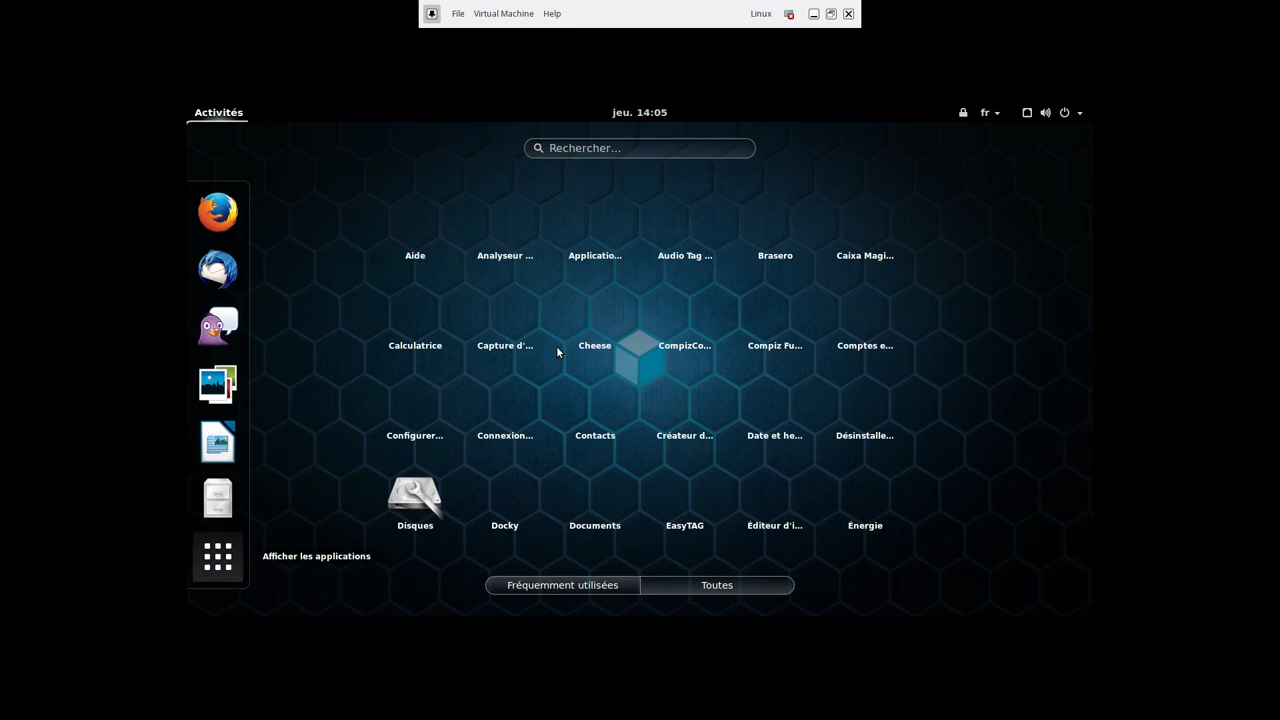 File Virtual Machine Help Linux
Activités jeu. 14:05 fr
Rechercher...
Aide Analyseur ... Applicatio... Audio Tag ... Brasero Caixa Magi...
Calculatrice Capture d'... Cheese CompizCo... Compiz Fu... Comptes e...
Configurer... Connexion... Contacts Créateur d... Date et he... Désinstalle...
Disques Docky Documents EasyTAG Éditeur d'i... Énergie
Afficher les applications
Fréquemment utilisées Toutes